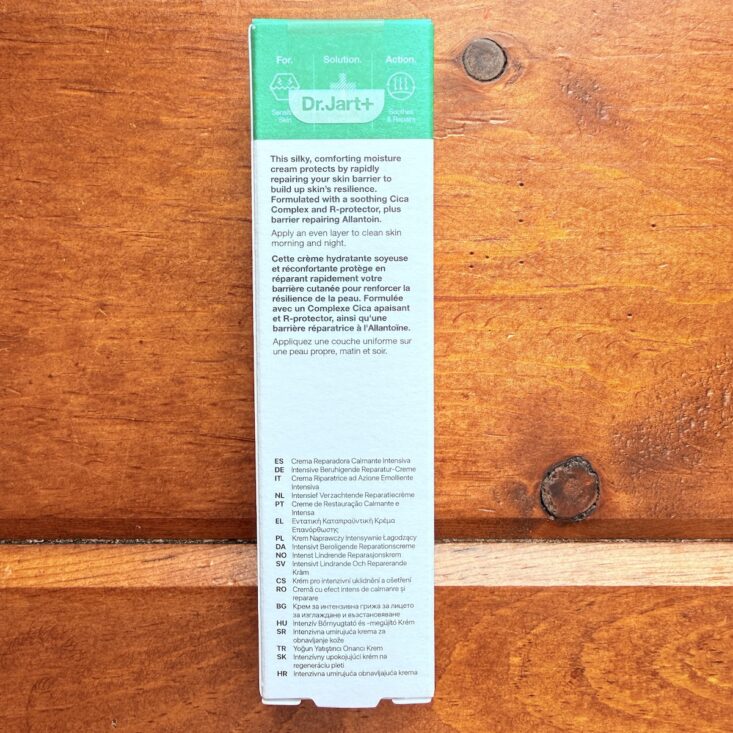 For. Solution. Action.
Dr.Jart+
Sensitive Soothes
Skin & Repairs
This silky, comforting moisture
cream protects by rapidly
repairing your skin barrier to
build up skin's resilience.
Formulated with a soothing Cica
Complex and R-protector, plus
barrier repairing Allantoin.
Apply an even layer to clean skin
morning and night.
Cette crème hydratante soyeuse
et réconfortante protège en
réparant rapidement votre
barrière cutanée pour renforcer la
résilience de la peau. Formulée
avec un Complexe Cica apaisant
et R-protector, ainsi qu'une
barrière réparatrice à l'Allantoïne.
Appliquez une couche uniforme sur
une peau propre, matin et soir.
ES Crema Reparadora Calmante Intensiva
DE Intensive Beruhigende Reparatur-Creme
IT Crema Riparatrice ad Azione Emolliente
Intensiva
NL Intensief Verzachtende Reparatiecrème
PT Creme de Restauração Calmante e
Intensa
EL Εντατική Καταπραϋντική Κρέμα
Επανόρθωσης
PL Krem Naprawczy Intensywnie Łagodzący
DA Intensivt Beroligende Reparationscreme
NO Intenst Lindrende Reparasjonskrem
SV Intensivt Lindrande Och Reparerande
Kräm
CS Krém pro intenzivní uklidnění a ošetření
RO Cremă cu efect intens de calmare și
reparare
BG Крем за интензивна грижа за лицето
за изглаждане и възстановяване
HU Intenzív Bőrnyugtató és -megújító Krém
SR Intenzivna umirujuća krema za
obnavljanje kože
TR Yoğun Yatıştırıcı Onarıcı Krem
SK Intenzívny upokojujúci krém na
regeneráciu pleti
HR Intenzivna umirujuća obnavljajuća krema